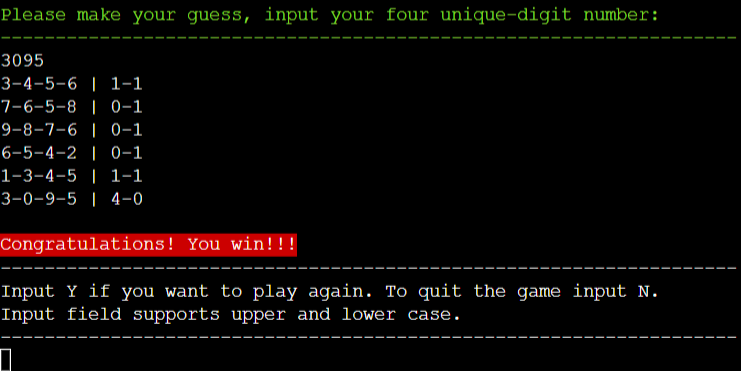 Please make your guess, input your four unique-digit number:
-------------------------------------------------------------------------
3095
3-4-5-6 | 1-1
7-6-5-8 | 0-1
9-8-7-6 | 0-1
6-5-4-2 | 0-1
1-3-4-5 | 1-1
3-0-9-5 | 4-0
Congratulations! You win!!!
-------------------------------------------------------------------------
Input Y if you want to play again. To quit the game input N.
Input field supports upper and lower case.
-------------------------------------------------------------------------